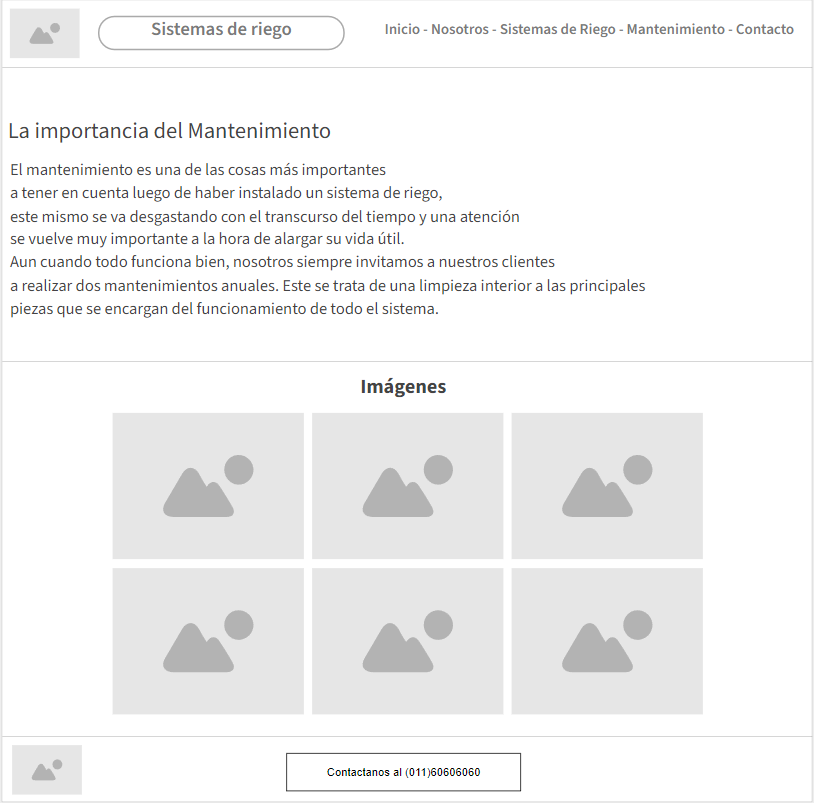 Sistemas de riego
Inicio - Nosotros - Sistemas de Riego - Mantenimiento - Contacto
La importancia del Mantenimiento
El mantenimiento es una de las cosas más importantes
a tener en cuenta luego de haber instalado un sistema de riego,
este mismo se va desgastando con el transcurso del tiempo y una atención
se vuelve muy importante a la hora de alargar su vida útil.
Aun cuando todo funciona bien, nosotros siempre invitamos a nuestros clientes
a realizar dos mantenimientos anuales. Este se trata de una limpieza interior a las principales
piezas que se encargan del funcionamiento de todo el sistema.
Imágenes
Contactanos al (011)60606060